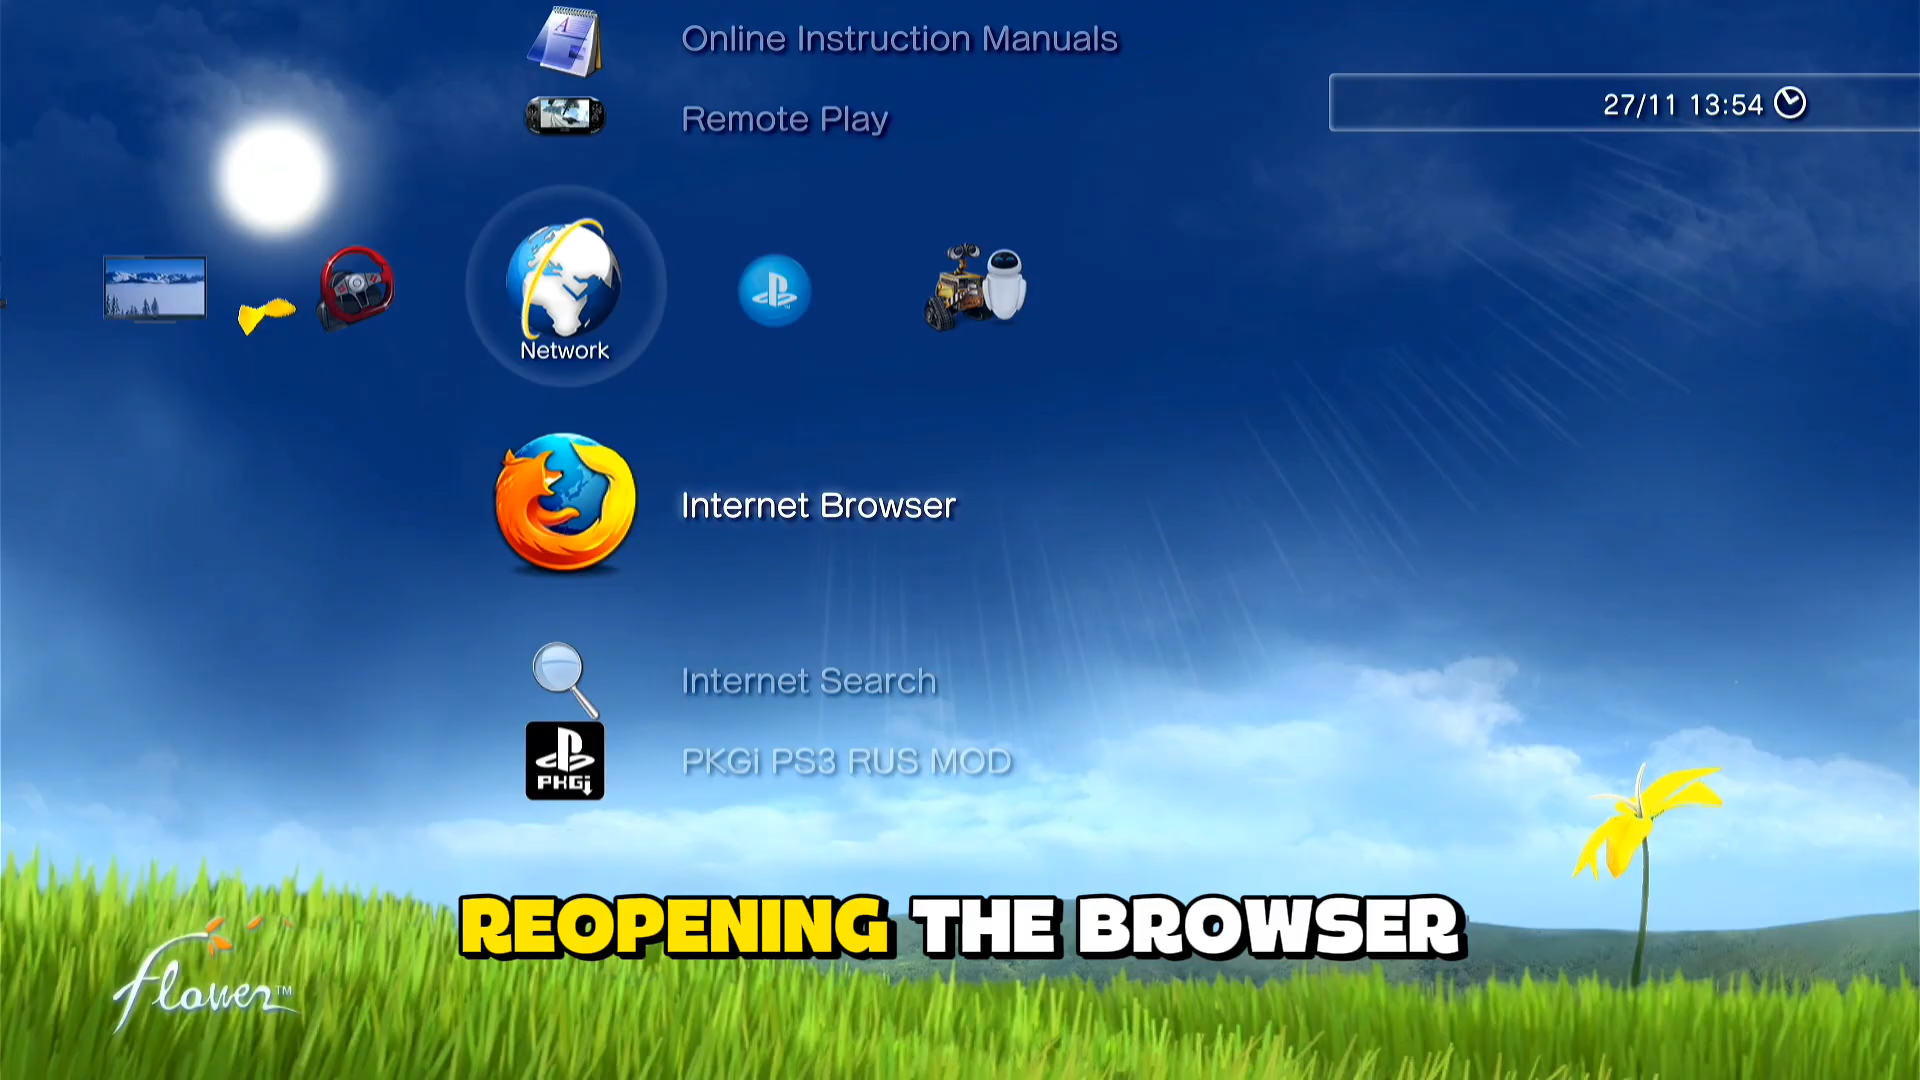 Online Instruction Manuals
Remote Play
27/11 13:54
Network
Internet Browser
Internet Search
PKGi
PKGi PS3 RUS MOD
REOPENING THE BROWSER
flower™